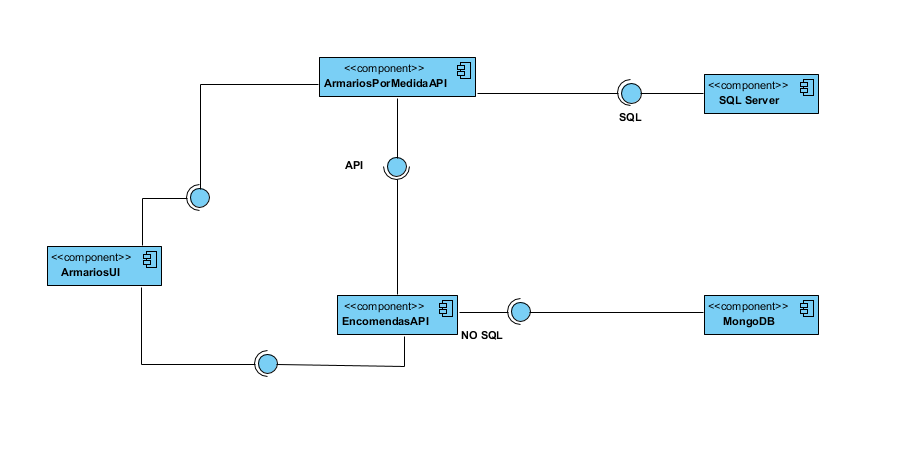 <<component>>
ArmariosPorMedidaAPI
<<component>>
SQL Server
SQL
API
<<component>>
ArmariosUI
<<component>>
EncomendasAPI
NO SQL
<<component>>
MongoDB